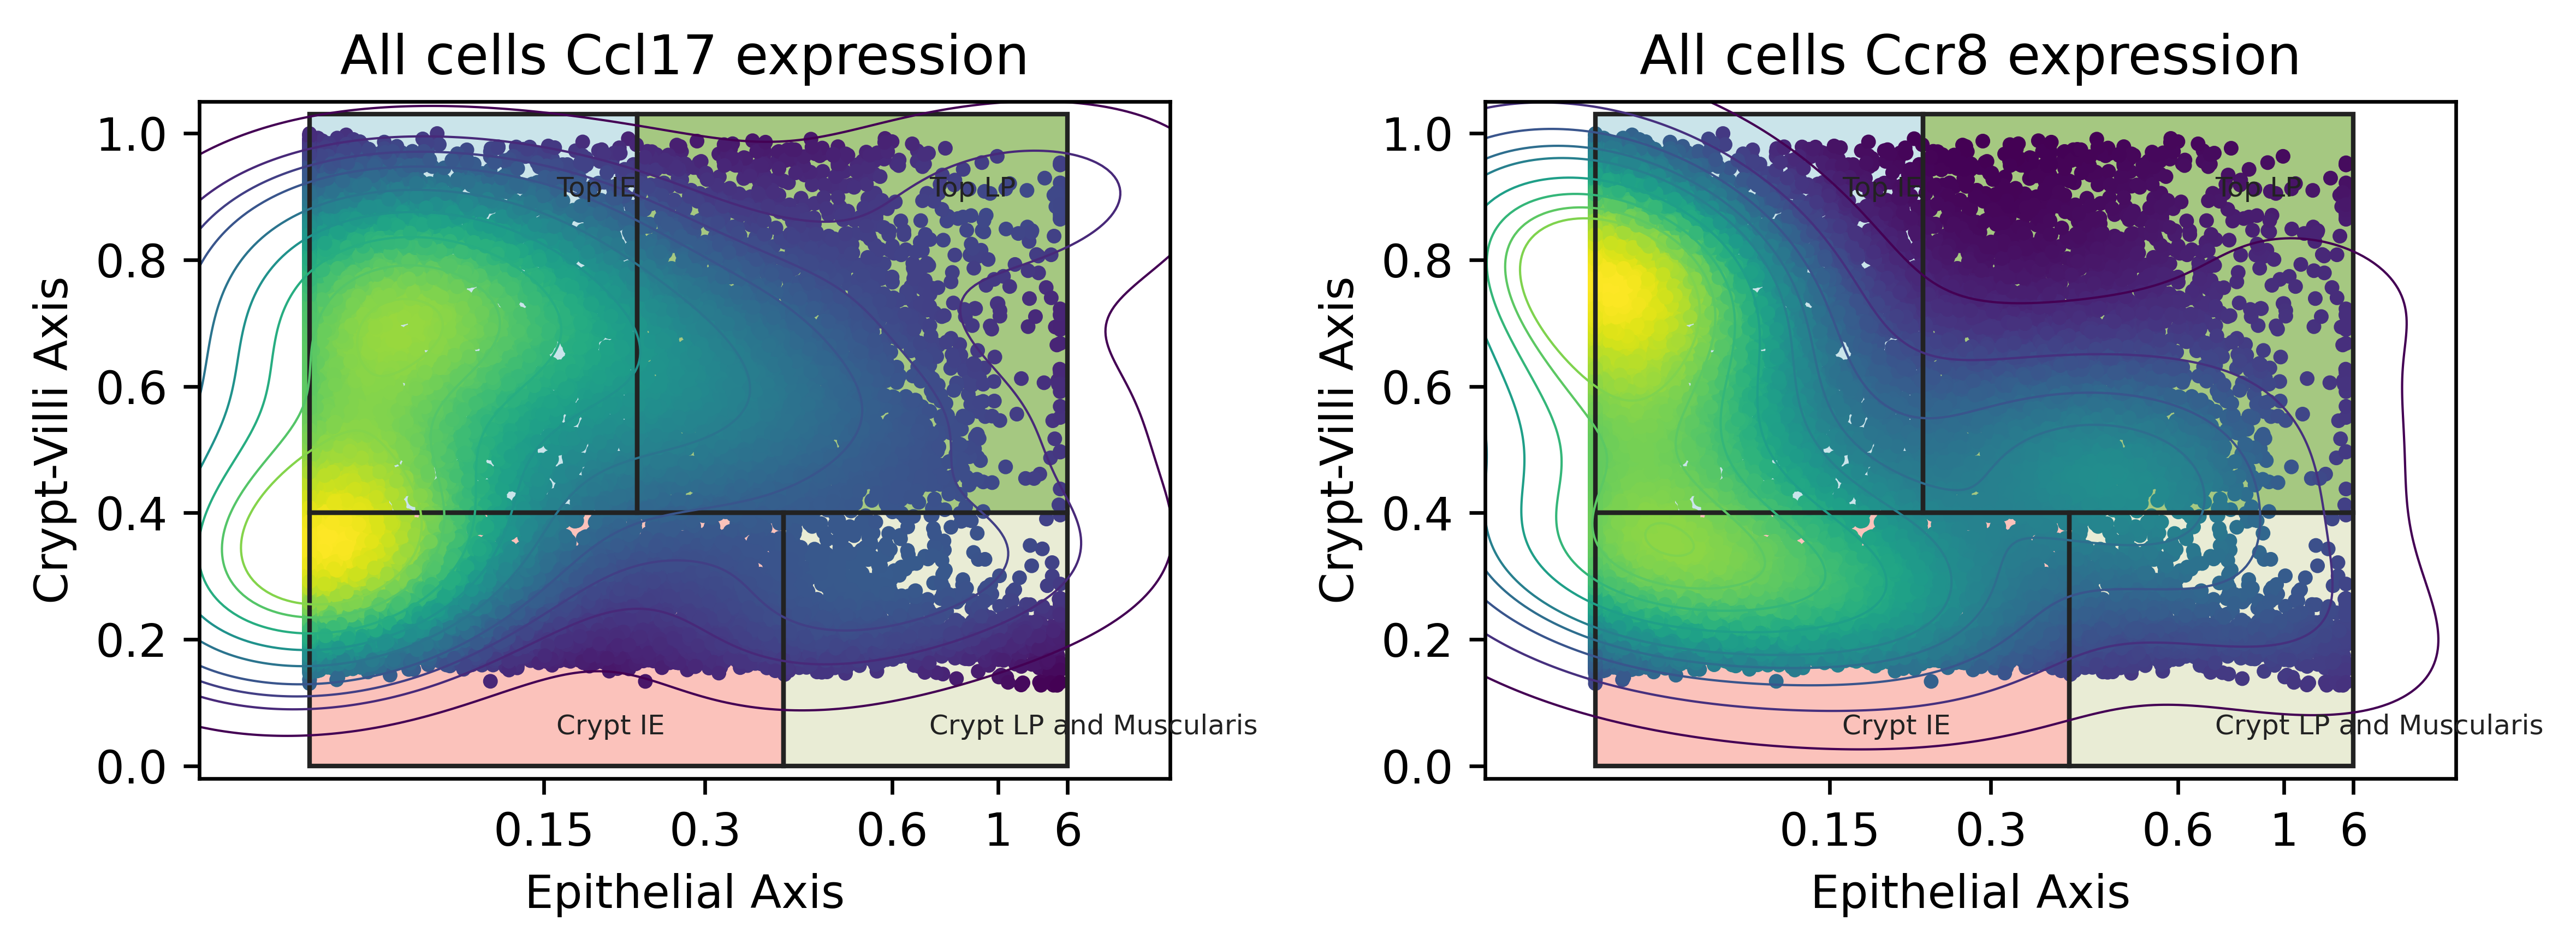 All cells Ccl17 expression
Crypt-Villi Axis
1.0
0.8
0.6
0.4
0.2
0.0
Top IE
Top LP
Crypt IE
Crypt LP and Muscularis
0.15 0.3 0.6 1 6
Epithelial Axis
All cells Ccr8 expression
Crypt-Villi Axis
1.0
0.8
0.6
0.4
0.2
0.0
Top IE
Top LP
Crypt IE
Crypt LP and Muscularis
0.15 0.3 0.6 1 6
Epithelial Axis